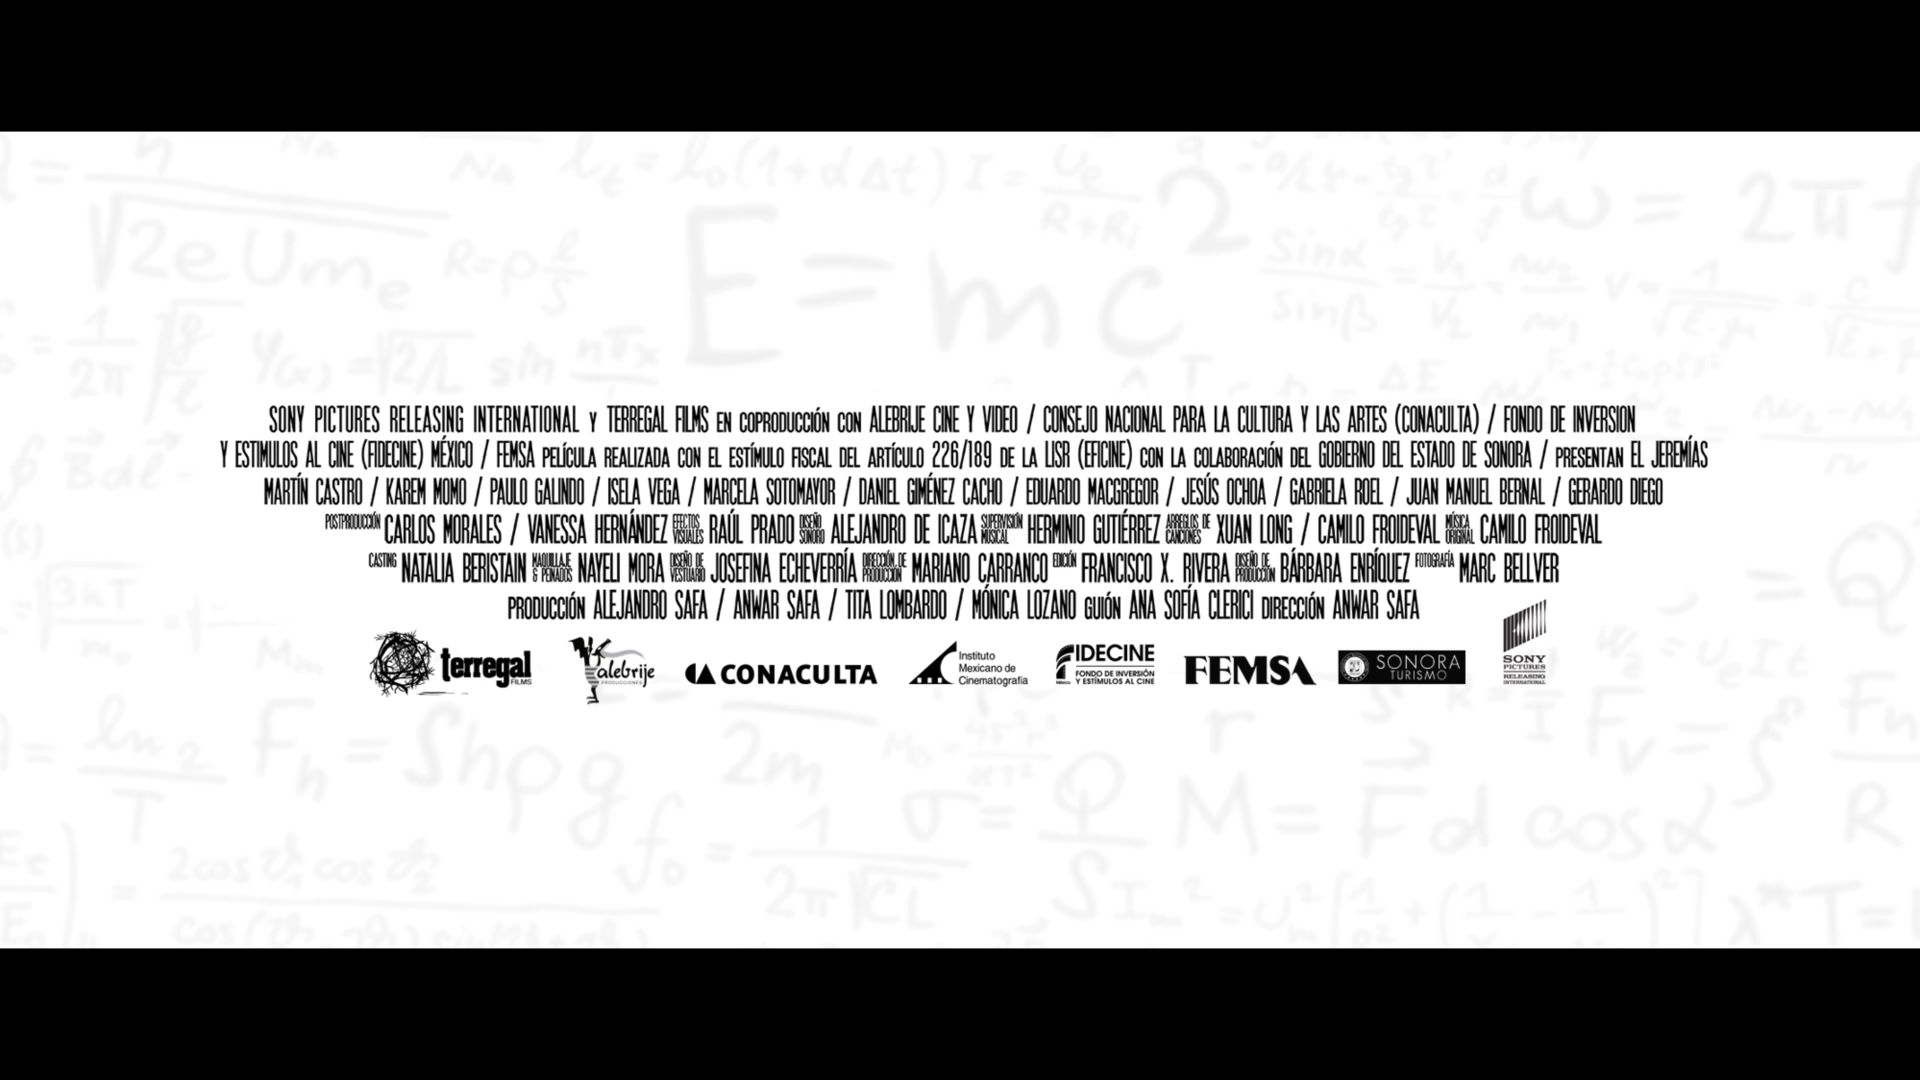 SONY PICTURES RELEASING INTERNATIONAL Y TERREGAL FILMS EN COPRODUCCIÓN CON ALEBRIJE CINE Y VIDEO / CONSEJO NACIONAL PARA LA CULTURA Y LAS ARTES (CONACULTA) / FONDO DE INVERSION
Y ESTIMULOS AL CINE (FIDECINE) MÉXICO / FEMSA PELÍCULA REALIZADA CON EL ESTÍMULO FISCAL DEL ARTÍCULO 226/189 DE LA LISR (EFICINE) CON LA COLABORACIÓN DEL GOBIERNO DEL ESTADO DE SONORA / PRESENTAN EL JEREMÍAS
MARTÍN CASTRO / KAREM MOMO / PAULO GALINDO / ISELA VEGA / MARCELA SOTOMAYOR / DANIEL GIMÉNEZ CACHO / EDUARDO MACGREGOR / JESÚS OCHOA / GABRIELA ROEL / JUAN MANUEL BERNAL / GERARDO DIEGO
POSTPRODUCCIÓN CARLOS MORALES / VANESSA HERNÁNDEZ EFECTOS VISUALES RAÚL PRADO DISEÑO SONORO ALEJANDRO DE ICAZA SUPERVISIÓN MUSICAL HERMINIO GUTIÉRREZ ARREGLOS DE CANCIONES XUAN LONG / CAMILO FROIDEVAL MÚSICA ORIGINAL CAMILO FROIDEVAL
CASTING NATALIA BERISTAIN MAQUILLAJE & PEINADOS NAYELI MORA DISEÑO DE VESTUARIO JOSEFINA ECHEVERRÍA DIRECCIÓN DE PRODUCCIÓN MARIANO CARRANCO EDICIÓN FRANCISCO X. RIVERA DISEÑO DE PRODUCCIÓN BÁRBARA ENRÍQUEZ FOTOGRAFÍA MARC BELLVER
PRODUCCIÓN ALEJANDRO SAFA / ANWAR SAFA / TITA LOMBARDO / MÓNICA LOZANO GUIÓN ANA SOFÍA CLERICI DIRECCIÓN ANWAR SAFA
terregal FILMS
alebrije PRODUCCIONES
CONACULTA
Instituto
Mexicano de
Cinematografía
FIDECINE
FONDO DE INVERSIÓN
Y ESTÍMULOS AL CINE
FEMSA
SONORA
TURISMO
SONY
PICTURES
RELEASING
INTERNATIONAL
E = mc²